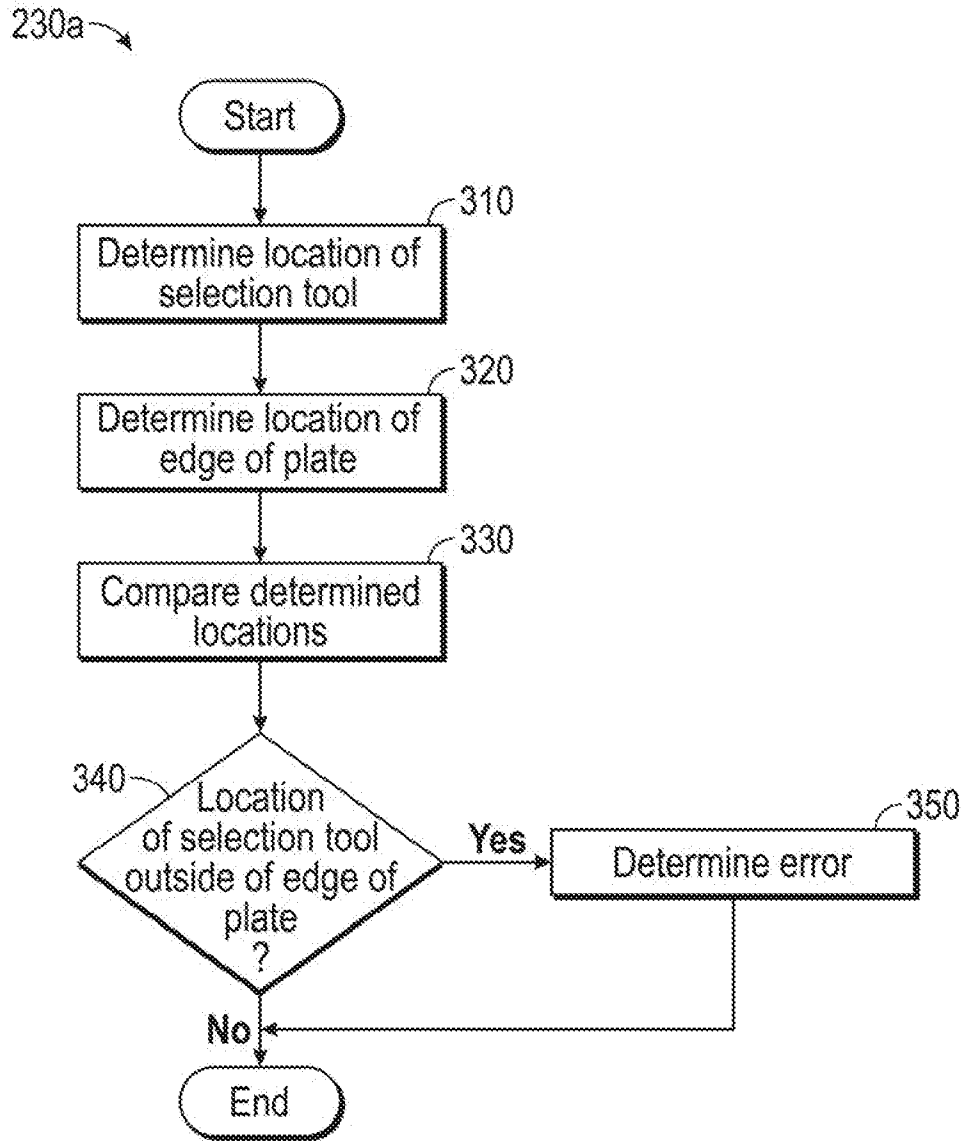 230a
Start
310
Determine location of
selection tool
320
Determine location of
edge of plate
330
Compare determined
locations
340
Location
of selection tool
outside of edge of
plate
?
Yes
350
Determine error
No
End